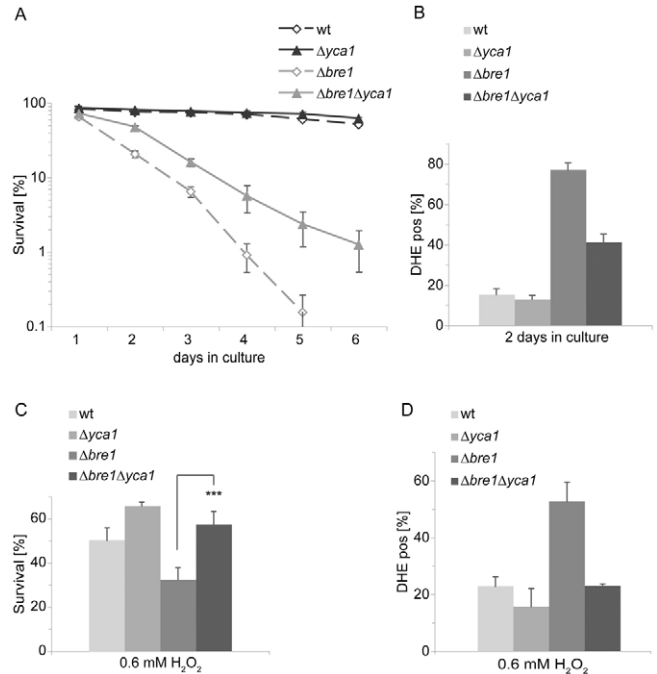 A
wt
Δyca1
Δbre1
Δbre1Δyca1
100
10
1
0.1
Survival [%]
1 2 3 4 5 6
days in culture
B
wt
Δyca1
Δbre1
Δbre1Δyca1
80
60
40
20
0
DHE pos [%]
2 days in culture
C
wt
Δyca1
Δbre1
Δbre1Δyca1
***
60
40
20
0
Survival [%]
0.6 mM H₂O₂
D
wt
Δyca1
Δbre1
Δbre1Δyca1
60
40
20
0
DHE pos [%]
0.6 mM H₂O₂